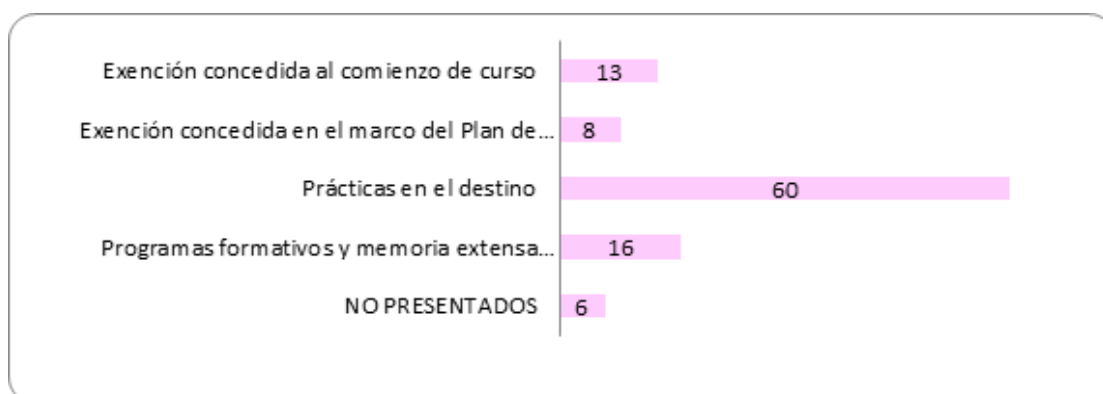 Exención concedida al comienzo de curso 13
Exención concedida en el marco del Plan de... 8
Prácticas en el destino 60
Programas formativos y memoria extensa... 16
NO PRESENTADOS 6